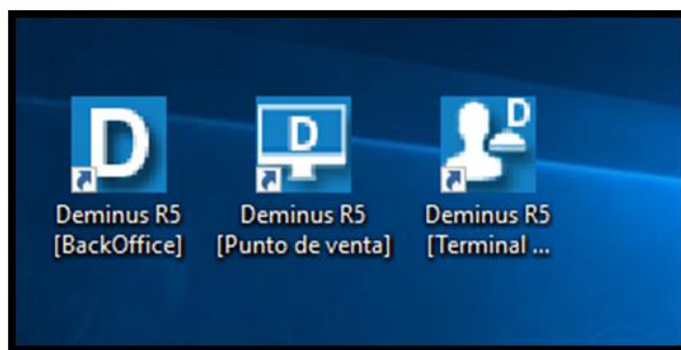 D
Deminus R5
[BackOffice]
D
Deminus R5
[Punto de venta]
D
Deminus R5
[Terminal ...